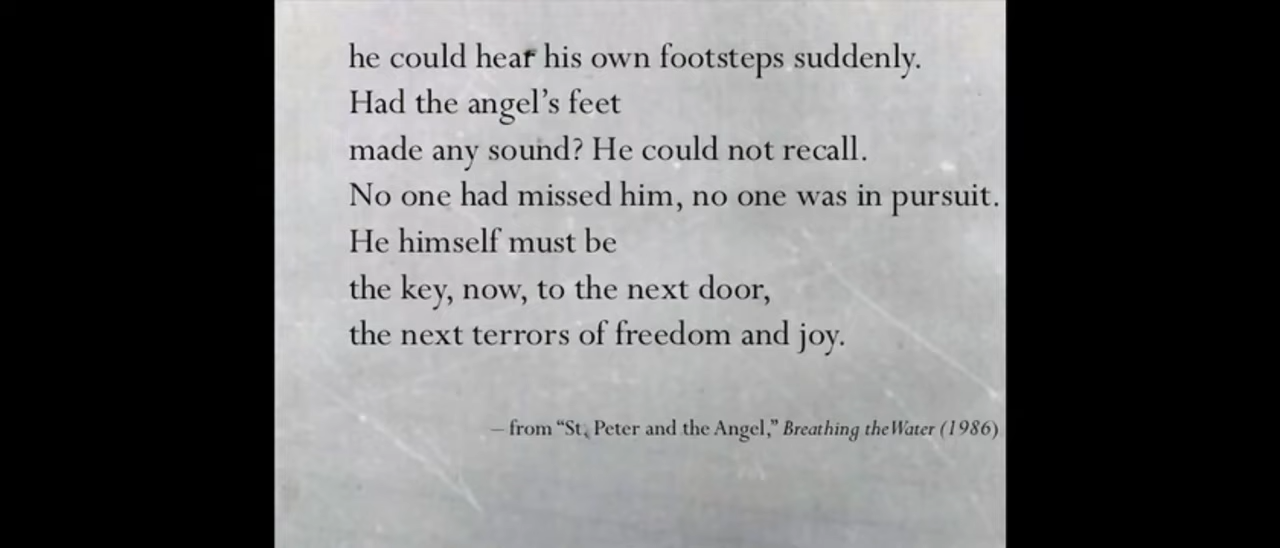 he could hear his own footsteps suddenly.
Had the angel’s feet
made any sound? He could not recall.
No one had missed him, no one was in pursuit.
He himself must be
the key, now, to the next door,
the next terrors of freedom and joy.
— from “St. Peter and the Angel,” Breathing the Water (1986)